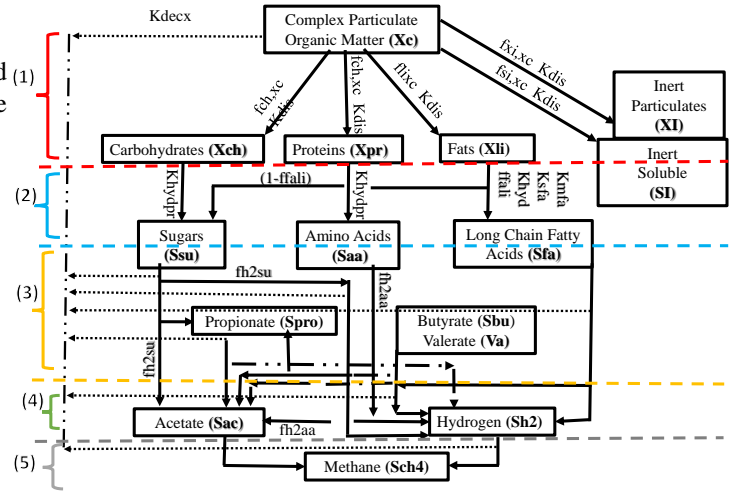 Kdecx
Complex Particulate
Organic Matter (Xc)
d
(1)
e
fch,xc
Kdis
fch,xc Kdis
flixc Kdis
fxi,xc Kdis
fsi,xc Kdis
Inert
Particulates
(XI)
Inert
Soluble
(SI)
Carbohydrates (Xch)
Proteins (Xpr)
Fats (Xli)
(2)
Khydpr
(1-ffali)
Khydpr
ffali
Khyd
Ksfa
Kmfa
Sugars
(Ssu)
Amino Acids
(Saa)
Long Chain Fatty
Acids (Sfa)
(3)
fh2su
fh2aa
Propionate (Spro)
Butyrate (Sbu)
Valerate (Va)
fh2su
(4)
Acetate (Sac)
fh2aa
Hydrogen (Sh2)
(5)
Methane (Sch4)